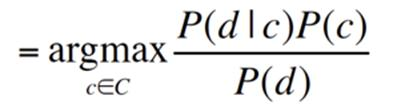 = argmax P(d|c)P(c) / P(d)
c∈C